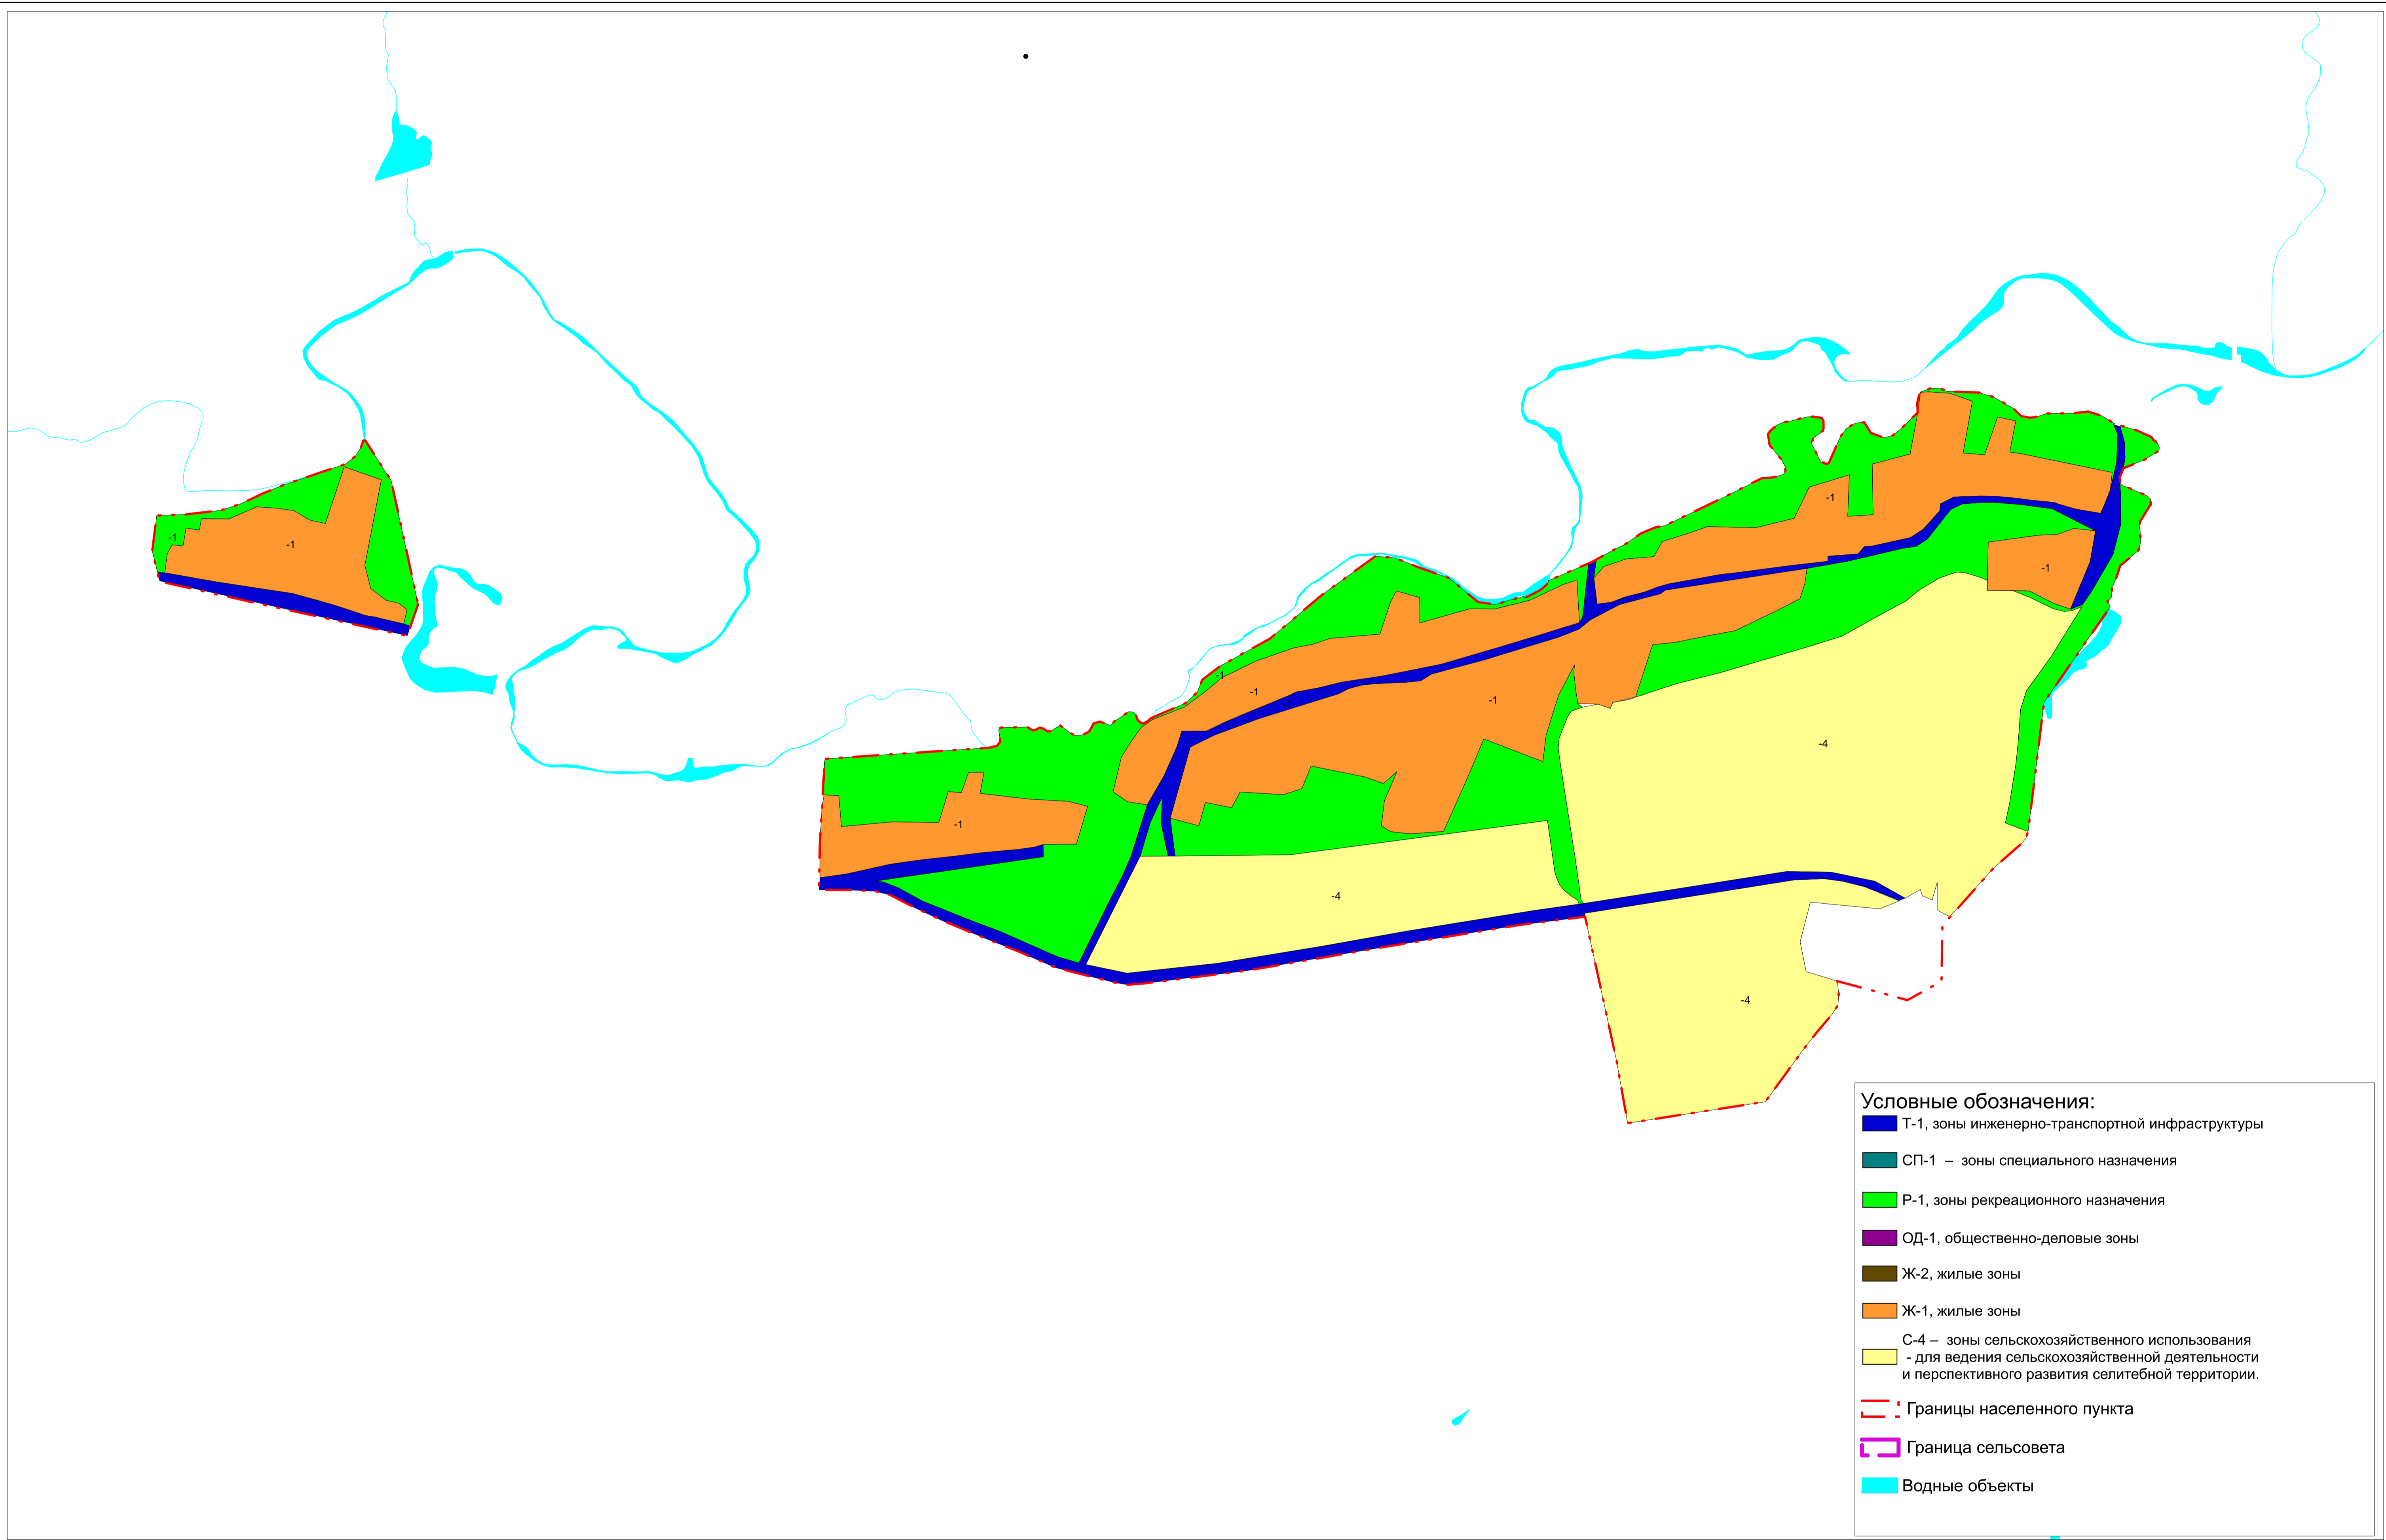 -1
-1
-1
-1
-1
-1
-1
-1
-1
-4
-1
-4
-4
Условные обозначения:
Т-1, зоны инженерно-транспортной инфраструктуры
СП-1 – зоны специального назначения
Р-1, зоны рекреационного назначения
ОД-1, общественно-деловые зоны
Ж-2, жилые зоны
Ж-1, жилые зоны
С-4 – зоны сельскохозяйственного использования
- для ведения сельскохозяйственной деятельности
и перспективного развития селитебной территории.
Границы населенного пункта
Граница сельсовета
Водные объекты